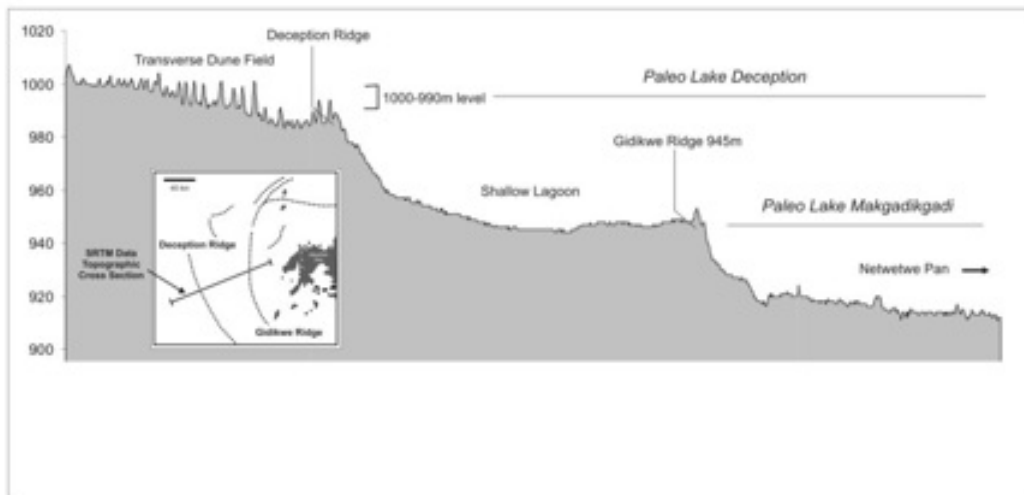 1020
1000
980
960
940
920
900
Deception Ridge
Transverse Dune Field
1000-990m level
Paleo Lake Deception
Gidikwe Ridge 945m
Shallow Lagoon
Paleo Lake Makgadikgadi
Netwetwe Pan
Deception Ridge
SRTM Data
Topographic
Cross Section
Gidikwe Ridge